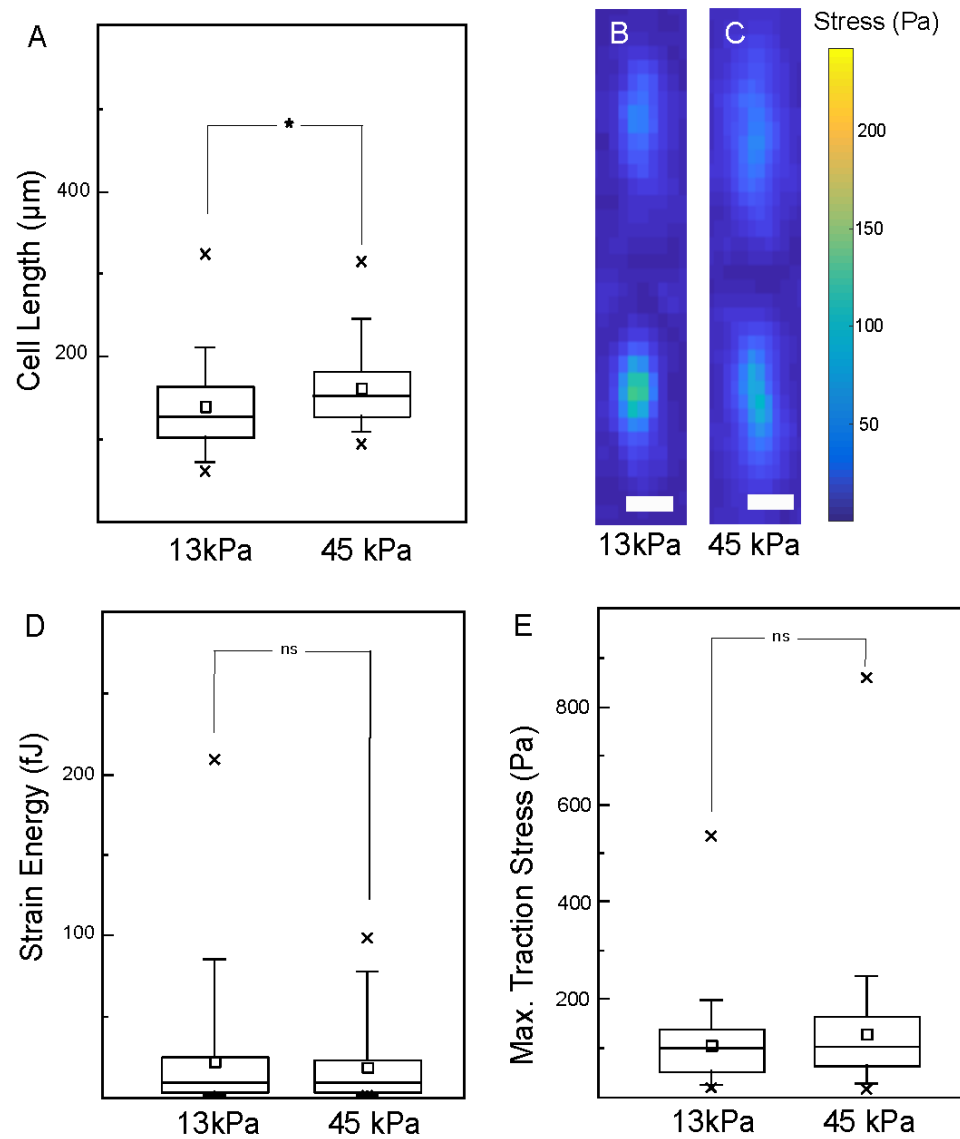 A
Cell Length (µm)
400
200
*
13kPa
45 kPa
B
C
Stress (Pa)
200
150
100
50
13kPa
45 kPa
D
Strain Energy (fJ)
200
100
ns
13kPa
45 kPa
E
Max. Traction Stress (Pa)
800
600
400
200
ns
13kPa
45 kPa